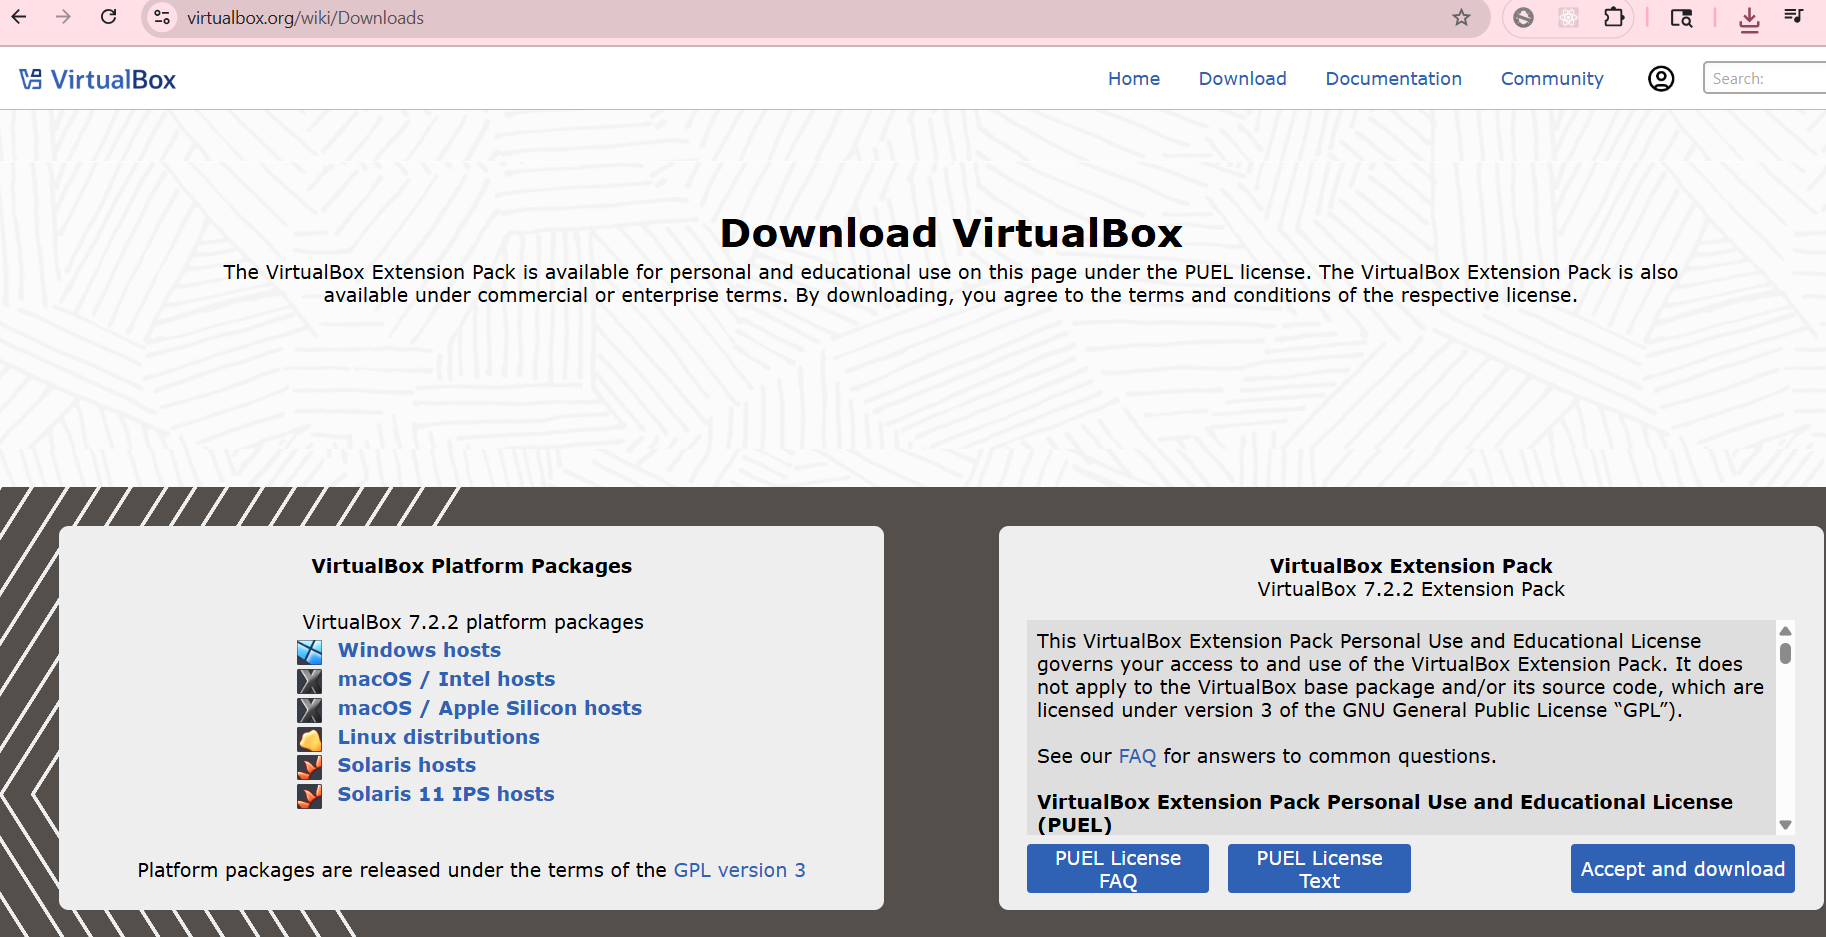 virtualbox.org/wiki/Downloads
VirtualBox
Home Download Documentation Community Search:
Download VirtualBox
The VirtualBox Extension Pack is available for personal and educational use on this page under the PUEL license. The VirtualBox Extension Pack is also
available under commercial or enterprise terms. By downloading, you agree to the terms and conditions of the respective license.
VirtualBox Platform Packages
VirtualBox 7.2.2 platform packages
Windows hosts
macOS / Intel hosts
macOS / Apple Silicon hosts
Linux distributions
Solaris hosts
Solaris 11 IPS hosts
Platform packages are released under the terms of the GPL version 3
VirtualBox Extension Pack
VirtualBox 7.2.2 Extension Pack
This VirtualBox Extension Pack Personal Use and Educational License
governs your access to and use of the VirtualBox Extension Pack. It does
not apply to the VirtualBox base package and/or its source code, which are
licensed under version 3 of the GNU General Public License “GPL”).
See our FAQ for answers to common questions.
VirtualBox Extension Pack Personal Use and Educational License
(PUEL)
PUEL License
FAQ
PUEL License
Text
Accept and download